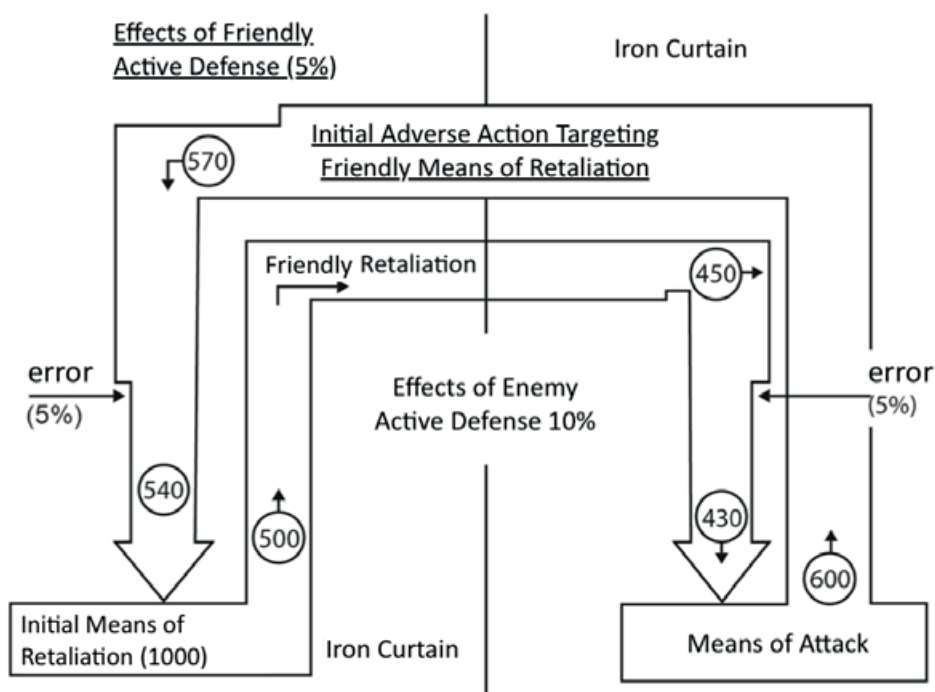 Effects of Friendly
Active Defense (5%)
Iron Curtain
Initial Adverse Action Targeting
Friendly Means of Retaliation
570
Friendly Retaliation
450
error
(5%)
Effects of Enemy
Active Defense 10%
error
(5%)
540
500
430
600
Initial Means of
Retaliation (1000)
Iron Curtain
Means of Attack